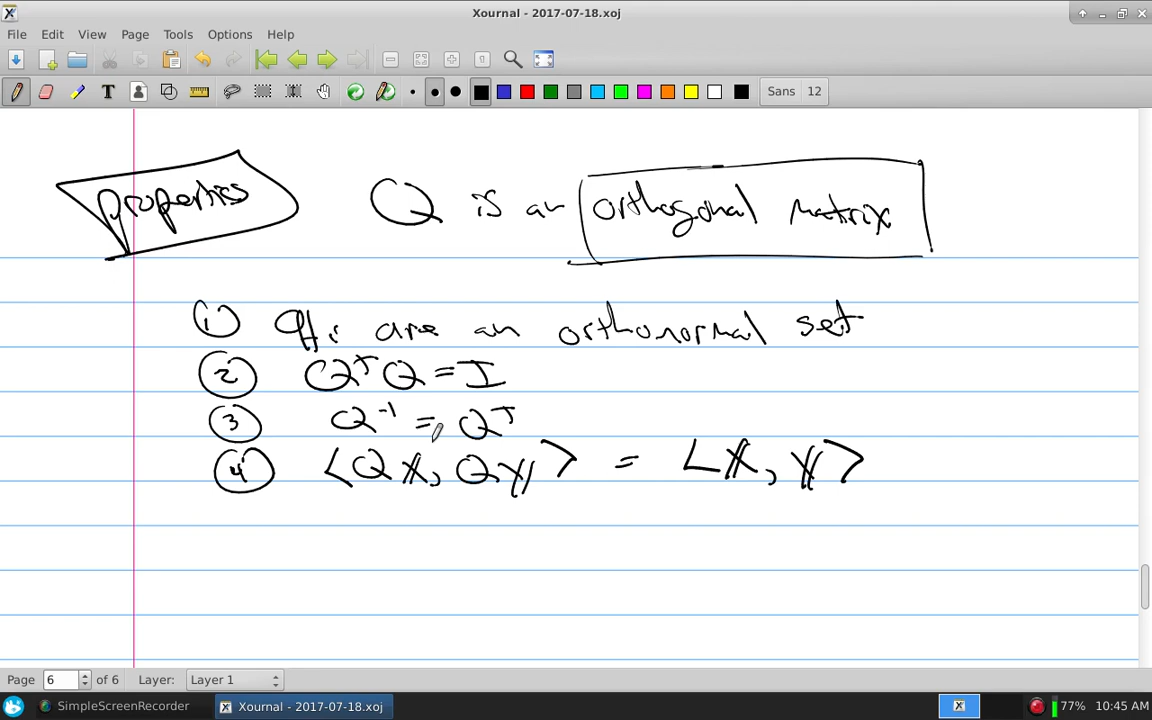 Xournal - 2017-07-18.xoj
File Edit View Page Tools Options Help
Sans 12
properties Q is an orthogonal matrix
① 𝕢i are an orthonormal set
② QᵀQ = I
③ Q⁻¹ = Qᵀ
④ ⟨Q𝕩, Q𝕪⟩ = ⟨𝕩, 𝕪⟩
Page 6 of 6 Layer: Layer 1
SimpleScreenRecorder Xournal - 2017-07-18.xoj 77% 10:45 AM